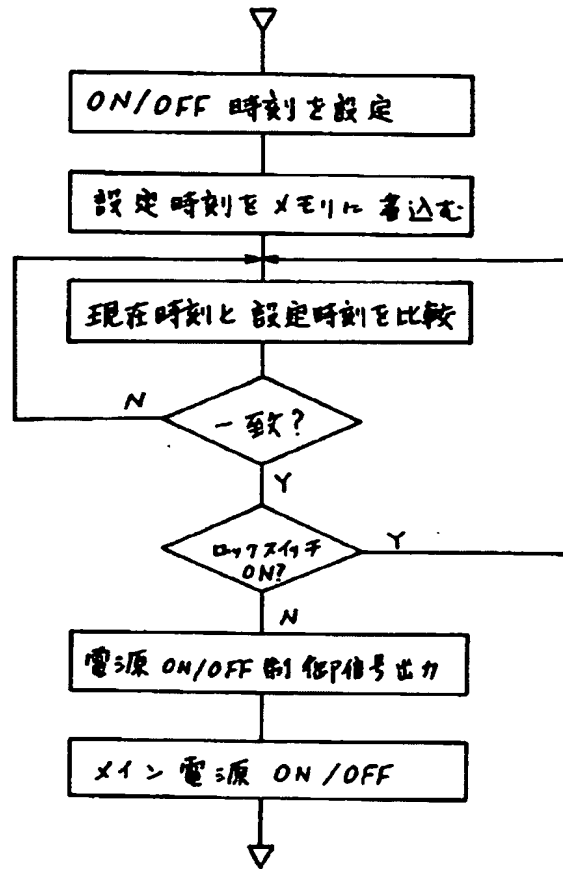 ON/OFF 時刻を設定
設定時刻をメモリに書込む
現在時刻と設定時刻を比較
N
一致?
Y
ロックスイッチ
ON?
Y
N
電源 ON/OFF 制御信号出力
メイン電源 ON/OFF